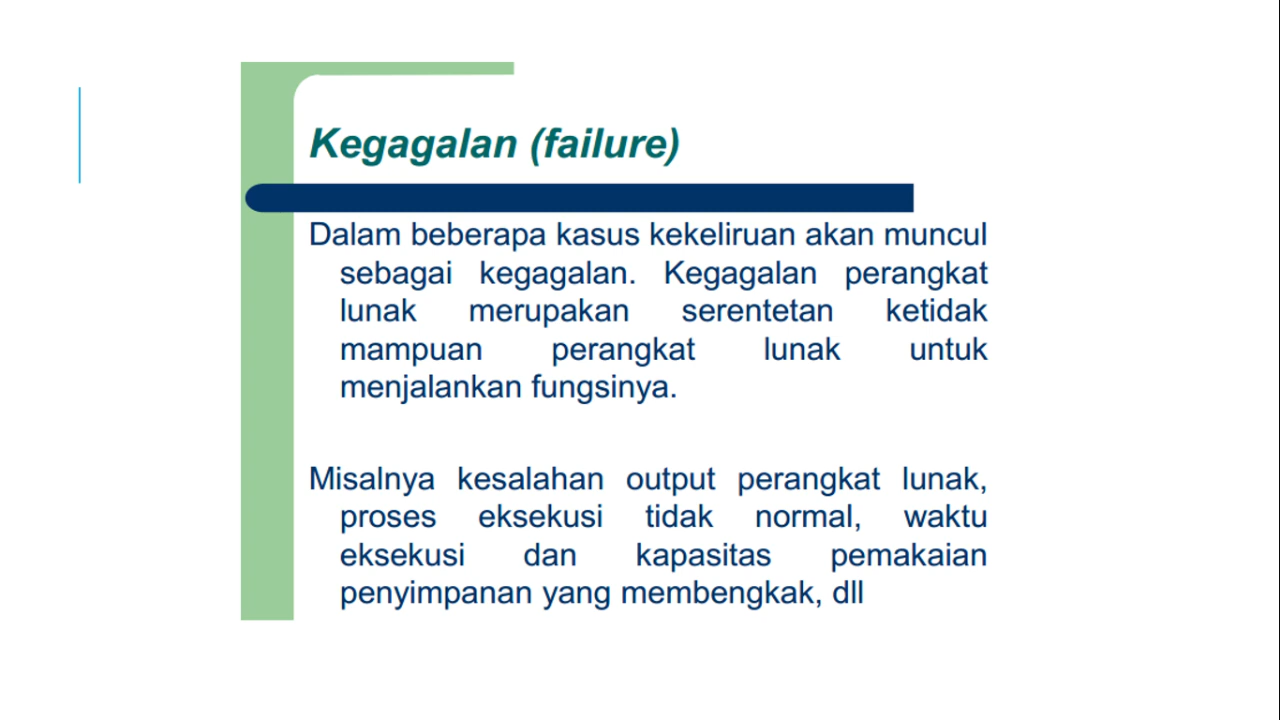 Kegagalan (failure)
Dalam beberapa kasus kekeliruan akan muncul
sebagai kegagalan. Kegagalan perangkat
lunak merupakan serentetan ketidak
mampuan perangkat lunak untuk
menjalankan fungsinya.
Misalnya kesalahan output perangkat lunak,
proses eksekusi tidak normal, waktu
eksekusi dan kapasitas pemakaian
penyimpanan yang membengkak, dll